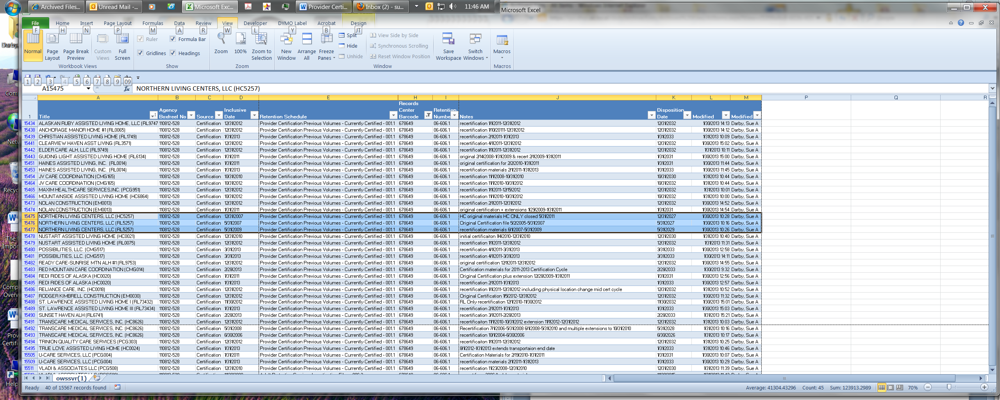 Archived Files...
Unread Mail -...
Microsoft Exc...
Provider Certi...
Inbox (2) - su...
11:46 AM
Microsoft Excel
File Home Insert Page Layout Formulas Data Review View Developer DYMO Label Acrobat Design
F H N P M A R W L Y B JT
Ruler Formula Bar
Gridlines Headings
Normal Page Layout Page Break Preview Custom Views Full Screen
Zoom 100% Zoom to Selection
New Window Arrange All Freeze Panes
Split
Hide
Unhide
View Side by Side
Synchronous Scrolling
Reset Window Position
Save Workspace Switch Windows
Macros
Workbook Views Show Zoom Window Macros
1 2 3 4 5 6 7 8 9 09
A15475 fx NORTHERN LIVING CENTERS, LLC (HC5257)
A B C D E H I J K L M P Q R
1 Title Agency Box/reel No Source Inclusive Date Retention Schedule Records Center Barcode Retention Numbe Notes Disposition Date Modified Modified
15434 ALASKAN RUBY ASSISTED LIVING HOME, LLC (RL9747 110812-528 Certification 12/31/2012 Provider Certification Previous Volumes - Currently Certified - 001.1 678649 06-606.1 recertification 1/1/2011-12/31/2012 12/31/2032 1/30/2013 14:13 Darby, Sue A
15438 ANCHORAGE MANOR HOME #1 (RL0065) 110812-528 Certification 12/31/2012 Provider Certification Previous Volumes - Currently Certified - 001.1 678649 06-606.1 recertification 1/10/20111-12/31/2012 12/31/2032 1/30/2013 14:12 Darby, Sue A
15439 CHRISTIAN ASSISTED LIVING HOME (RL1749) 110812-528 Certification 1/31/2013 Provider Certification Previous Volumes - Currently Certified - 001.1 678649 06-606.1 recertification 2/1/2011-1/31/2013 1/31/2033 1/31/2013 10:09 Darby, Sue A
15441 CLEARVIEW HAVEN ASST LIVING (RL3571) 110812-528 Certification 12/31/2012 Provider Certification Previous Volumes - Currently Certified - 001.1 678649 06-606.1 recertification 4/1/2011-12/31/2012 12/31/2032 1/30/2013 15:02 Darby, Sue A
15442 ELDER CARE ALH, LLC (RL9749) 110812-528 Certification 12/31/2012 Provider Certification Previous Volumes - Currently Certified - 001.1 678649 06-606.1 recertification 1/1/2011-12/31/2012 12/31/2032 1/31/2013 10:11 Darby, Sue A
15443 GUIDING LIGHT ASSISTED LIVING HOME (RL6134) 110812-528 Certification 1/31/2011 Provider Certification Previous Volumes - Currently Certified - 001.1 678649 06-606.1 original 2/14/2008-1/31/2009 & recert 2/1/2009-1/31/2011 1/31/2031 1/30/2013 15:00 Darby, Sue A
15451 HAINES ASSISTED LIVING, INC. (RL0014) 110812-528 Certification 1/31/2011 Provider Certification Previous Volumes - Currently Certified - 001.1 678649 06-606.1 original certification for 2/2/2010-1/31/2011 1/31/2031 1/30/2013 11:44 Darby, Sue A
15453 HAINES ASSISTED LIVING, INC. (RL0014) 110812-528 Certification 1/31/2013 Provider Certification Previous Volumes - Currently Certified - 001.1 678649 06-606.1 recertification materials 2/1/2011-1/31/2013 1/31/2033 1/30/2013 11:45 Darby, Sue A
15454 JV CARE COORDINATION (CMG165) 110812-528 Certification 10/31/2010 Provider Certification Previous Volumes - Currently Certified - 001.1 678649 06-606.1 recertification 11/1/2008-10/31/2010 10/31/2030 1/31/2013 10:44 Darby, Sue A
15464 JV CARE COORDINATION (CMG165) 110812-528 Certification 10/31/2012 Provider Certification Previous Volumes - Currently Certified - 001.1 678649 06-606.1 recertification 11/1/2010-10/31/2012 10/31/2032 1/31/2013 10:44 Darby, Sue A
15465 MAXIM HEALTHCARE SERVICES,INC. (PCG951) 110812-528 Certification 12/31/2012 Provider Certification Previous Volumes - Currently Certified - 001.1 678649 06-606.1 recertification 1/1/2011-12/15/2012 12/31/2032 1/31/2013 10:01 Darby, Sue A
15466 MOUNTAINSIDE ASSISTED LIVING HOME (HC6864) 110812-528 Certification 10/31/2012 Provider Certification Previous Volumes - Currently Certified - 001.1 678649 06-606.1 recertification 11/1/2010-10/31/2012 10/31/2032 1/31/2013 10:00 Darby, Sue A
15473 NOLAN CONSTRUCTION (EM0013) 110812-528 Certification 12/31/2012 Provider Certification Previous Volumes - Currently Certified - 001.1 678649 06-606.1 recertification 2/1/2011-12/31/2012 12/31/2032 1/30/2013 14:52 Darby, Sue A
15474 NOLAN CONSTRUCTION (EM0013) 110812-528 Certification 1/31/2011 Provider Certification Previous Volumes - Currently Certified - 001.1 678649 06-606.1 original certification + extensions 1/29/2009-1/31/2011 1/31/2031 1/30/2013 14:54 Darby, Sue A
15475 NORTHERN LIVING CENTERS, LLC (HC5257) 110812-528 Certification 12/31/2007 Provider Certification Previous Volumes - Currently Certified - 001.1 678649 06-606.1 HC original materials HC ONLY closed 5/31/2011 12/31/2027 1/30/2013 10:28 Darby, Sue A
15476 NORTHERN LIVING CENTERS, LLC (RL5257) 110812-528 Certification 5/31/2007 Provider Certification Previous Volumes - Currently Certified - 001.1 678649 06-606.1 Original Certification file 5/2/2005-5/31/2007 5/31/2027 1/30/2013 10:16 Darby, Sue A
15477 NORTHERN LIVING CENTERS, LLC (RL5257) 110812-528 Certification 5/31/2009 Provider Certification Previous Volumes - Currently Certified - 001.1 678649 06-606.1 recertification materials 6/1/2007-5/31/2009 5/31/2029 1/30/2013 10:26 Darby, Sue A
15478 NUSTART ASSISTED LIVING HOME (HC0021) 110812-528 Certification 12/31/2010 Provider Certification Previous Volumes - Currently Certified - 001.1 678649 06-606.1 initial certificaiton 1/4/2010-12/31/2010 12/31/2030 1/31/2013 10:40 Darby, Sue A
15479 NUSTART ASSISTED LIVING HOME (RL0075) 110812-528 Certification 12/31/2012 Provider Certification Previous Volumes - Currently Certified - 001.1 678649 06-606.1 recertification 1/1/2011-12/31/2012 12/31/2032 1/31/2013 11:31 Darby, Sue A
15480 POSSIBILITIES, LLC. (CMG517) 110812-528 Certification 3/31/2013 Provider Certification Previous Volumes - Currently Certified - 001.1 678649 06-606.1 recertification 4/1/2011-3/31/2013 3/31/2033 1/30/2013 12:58 Darby, Sue A
15481 POSSIBILITIES, LLC. (CMG517) 110812-528 Certification 3/31/2013 Provider Certification Previous Volumes - Currently Certified - 001.1 678649 06-606.1 recertification 4/1/2011-3/31/2013 3/31/2033 1/30/2013 14:11 Darby, Sue A
15482 READY CARE-SUNRISE MTN ALH #1 (RL9753) 110812-528 Certification 12/31/2012 Provider Certification Previous Volumes - Currently Certified - 001.1 678649 06-606.1 original certification 12/1/2011-12/31/2012 12/31/2032 1/30/2013 14:55 Darby, Sue A
15483 RED MOUNTAIN CARE COORDINATION (CMG014) 110812-528 Certification 2/28/2013 Provider Certification Previous Volumes - Currently Certified - 001.1 678649 06-606.1 Certification materials for 2011-2013 Certification Cycle 2/28/2033 1/30/2013 9:32 Darby, Sue A
15484 REDI RIDES OF ALASKA (HC0020) 110812-528 Certification 1/31/2011 Provider Certification Previous Volumes - Currently Certified - 001.1 678649 06-606.1 Original Certification plus extension 12/28/2009-1/31/2011 1/31/2031 1/30/2013 12:56 Darby, Sue A
15485 REDI RIDES OF ALASKA (HC0020) 110812-528 Certification 1/31/2013 Provider Certification Previous Volumes - Currently Certified - 001.1 678649 06-606.1 recertification 2/1/2011-1/31/2013 1/31/2033 1/30/2013 12:57 Darby, Sue A
15486 RELIANCE CARE, INC. (HC0018) 110812-528 Certification 12/31/2012 Provider Certification Previous Volumes - Currently Certified - 001.1 678649 06-606.1 recertification 1/1/2011-12/31/2012 including physical location change mid cert cycle 12/31/2032 1/31/2013 10:52 Darby, Sue A
15487 RODGER KIMBRELL CONSTRUCTION (EM0030) 110812-528 Certification 12/31/2012 Provider Certification Previous Volumes - Currently Certified - 001.1 678649 06-606.1 Original Certification 1/5/2012-12/31/2012 12/31/2032 1/30/2013 11:32 Darby, Sue A
15488 ST. LAWRENCE ASSISTED LIVING HOME I (RL73432) 110812-528 Certification 11/30/2012 Provider Certification Previous Volumes - Currently Certified - 001.1 678649 06-606.1 RL Only recertification 12/1/2010-11/30/2012 11/30/2032 1/30/2013 15:01 Darby, Sue A
15489 ST. LAWRENCE ASSISTED LIVING HOME III (RL73434) 110812-528 Certification 1/31/2013 Provider Certification Previous Volumes - Currently Certified - 001.1 678649 06-606.1 recertification 2/1/2011-1/31/2013 1/31/2033 1/30/2013 15:03 Darby, Sue A
15490 SUNSET HAVEN ALH (RL6741) 110812-528 Certification 2/28/2013 Provider Certification Previous Volumes - Currently Certified - 001.1 678649 06-606.1 recertification 3/1/2011-2/28/2013 2/28/2033 1/31/2013 15:21 Darby, Sue A
15491 TRANSCARE MEDICAL SERVICES, INC. (HC8626) 110812-528 Certification 12/31/2012 Provider Certification Previous Volumes - Currently Certified - 001.1 678649 06-606.1 recertificaiton 11/1/2010-10/31/2012 extension 11/1/2012-12/31/2012 12/31/2032 1/31/2013 10:03 Darby, Sue A
15492 TRANSCARE MEDICAL SERVICES, INC. (HC8626) 110812-528 Certification 5/31/2008 Provider Certification Previous Volumes - Currently Certified - 001.1 678649 06-606.1 Recertification 7/1/2006-5/31/2008 6/1/2008-5/31/2010 and multiple extensions to 10/31/2010 5/31/2028 1/31/2013 10:16 Darby, Sue A
15493 TRANSCARE MEDICAL SERVICES, INC. (HC8626) 110812-528 Certification 6/30/2006 Provider Certification Previous Volumes - Currently Certified - 001.1 678649 06-606.1 recertification 10/1/2004-6/30/2006 6/30/2026 1/31/2013 10:17 Darby, Sue A
15494 TRINION QUALITY CARE SERVICES (PCG303) 110812-528 Certification 12/31/2012 Provider Certification Previous Volumes - Currently Certified - 001.1 678649 06-606.1 recertificaiton 1/1/2011-12/31/2012 12/31/2032 1/31/2013 10:25 Darby, Sue A
15495 TRUE LOVE ASSISTED LIVING HOME (HC0024) 110812-528 Certification 1/31/2013 Provider Certification Previous Volumes - Currently Certified - 001.1 678649 06-606.1 8/1/2012-1/31/2013 extends transportaion end date 1/31/2033 1/31/2013 10:46 Darby, Sue A
15505 U-CARE SERVICES, LLC (PCG004) 110812-528 Certification 1/31/2011 Provider Certification Previous Volumes - Currently Certified - 001.1 678649 06-606.1 Certification Materials for 2/19/2010-1/31/2011 1/31/2031 1/30/2013 10:07 Darby, Sue A
15509 U-CARE SERVICES, LLC (PCG004) 110812-528 Certification 1/31/2013 Provider Certification Previous Volumes - Currently Certified - 001.1 678649 06-606.1 recertification materials 2/1/2011-1/31/2013 1/31/2033 1/30/2013 10:29 Darby, Sue A
15511 VLADI & ASSOCIATES LLC (PCG508) 110812-528 Certification 12/31/2010 Provider Certification Previous Volumes - Currently Certified - 001.1 678649 06-606.1 recertification 11/23/2008-12/31/2010 12/31/2030 1/31/2013 11:39 Darby, Sue A
owssvr(1)
Ready 40 of 15567 records found Average: 41304.43296 Count: 45 Sum: 123913.2989 70%
Darby
Com
Netw
Recyc
The
Impor
Comp
Overv
Prov
Certifi
Help